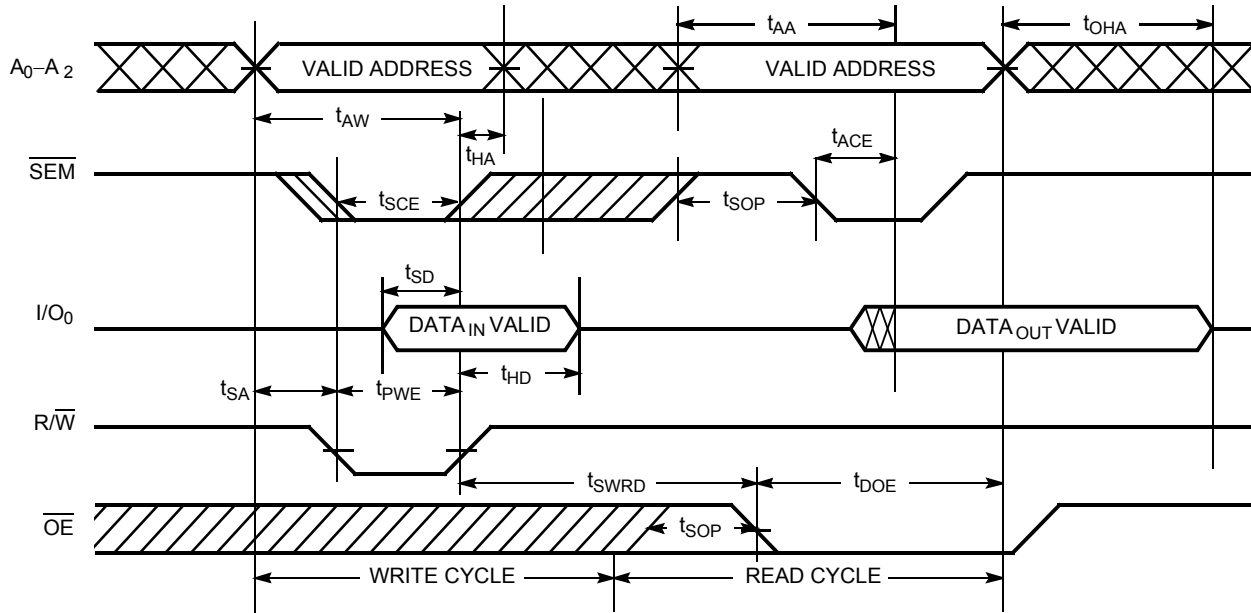 tAA
tOHA
A0–A2
VALID ADDRESS
VALID ADDRESS
tAW
tHA
tACE
SEM
tSCE
tSOP
tSD
I/O0
DATAIN VALID
DATAOUT VALID
tHD
tSA
tPWE
R/W
tSWRD
tDOE
OE
tSOP
WRITE CYCLE
READ CYCLE